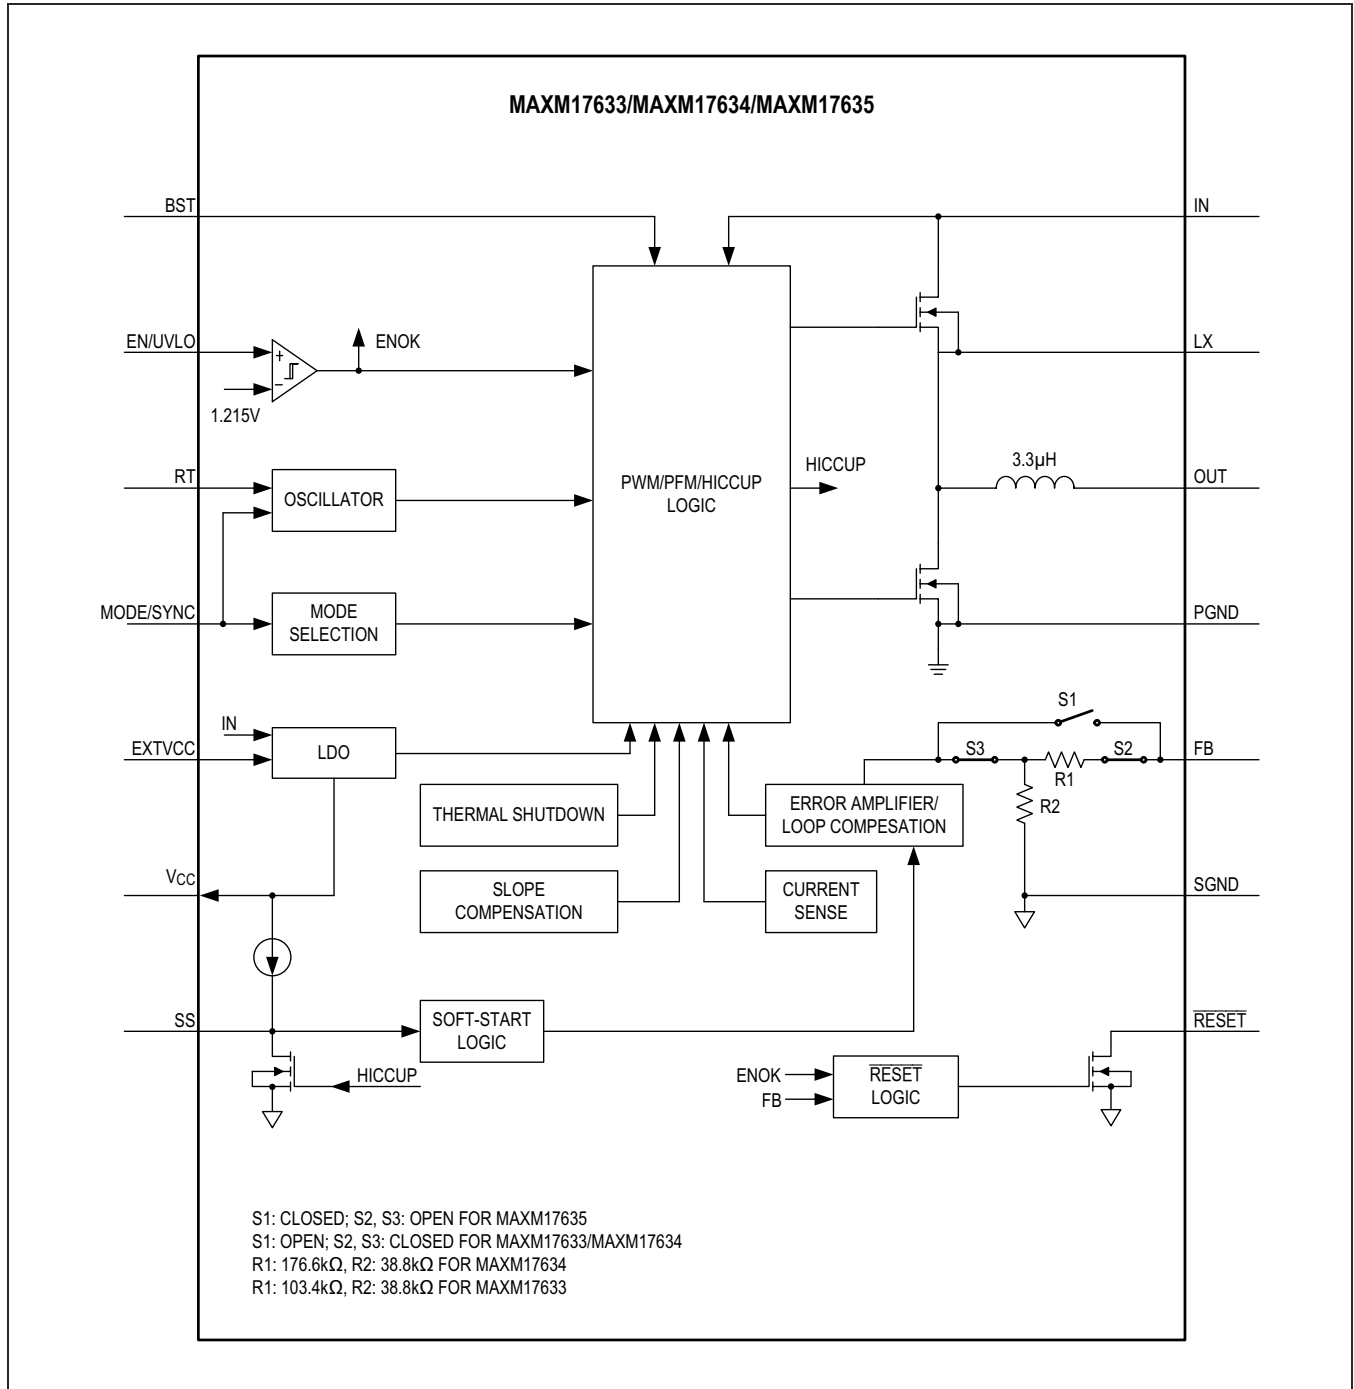 MAXM17633/MAXM17634/MAXM17635
BST
IN
EN/UVLO
+
ENOK
LX
−
1.215V
RT
OSCILLATOR
PWM/PFM/HICCUP
LOGIC
HICCUP
3.3µH
OUT
MODE/SYNC
MODE
SELECTION
PGND
IN
EXTVCC
LDO
S1
S3
S2
FB
R1
R2
THERMAL SHUTDOWN
ERROR AMPLIFIER/
LOOP COMPESATION
VCC
SLOPE
COMPENSATION
CURRENT
SENSE
SGND
SS
SOFT-START
LOGIC
RESET
HICCUP
ENOK
FB
RESET
LOGIC
S1: CLOSED; S2, S3: OPEN FOR MAXM17635
S1: OPEN; S2, S3: CLOSED FOR MAXM17633/MAXM17634
R1: 176.6kΩ, R2: 38.8kΩ FOR MAXM17634
R1: 103.4kΩ, R2: 38.8kΩ FOR MAXM17633